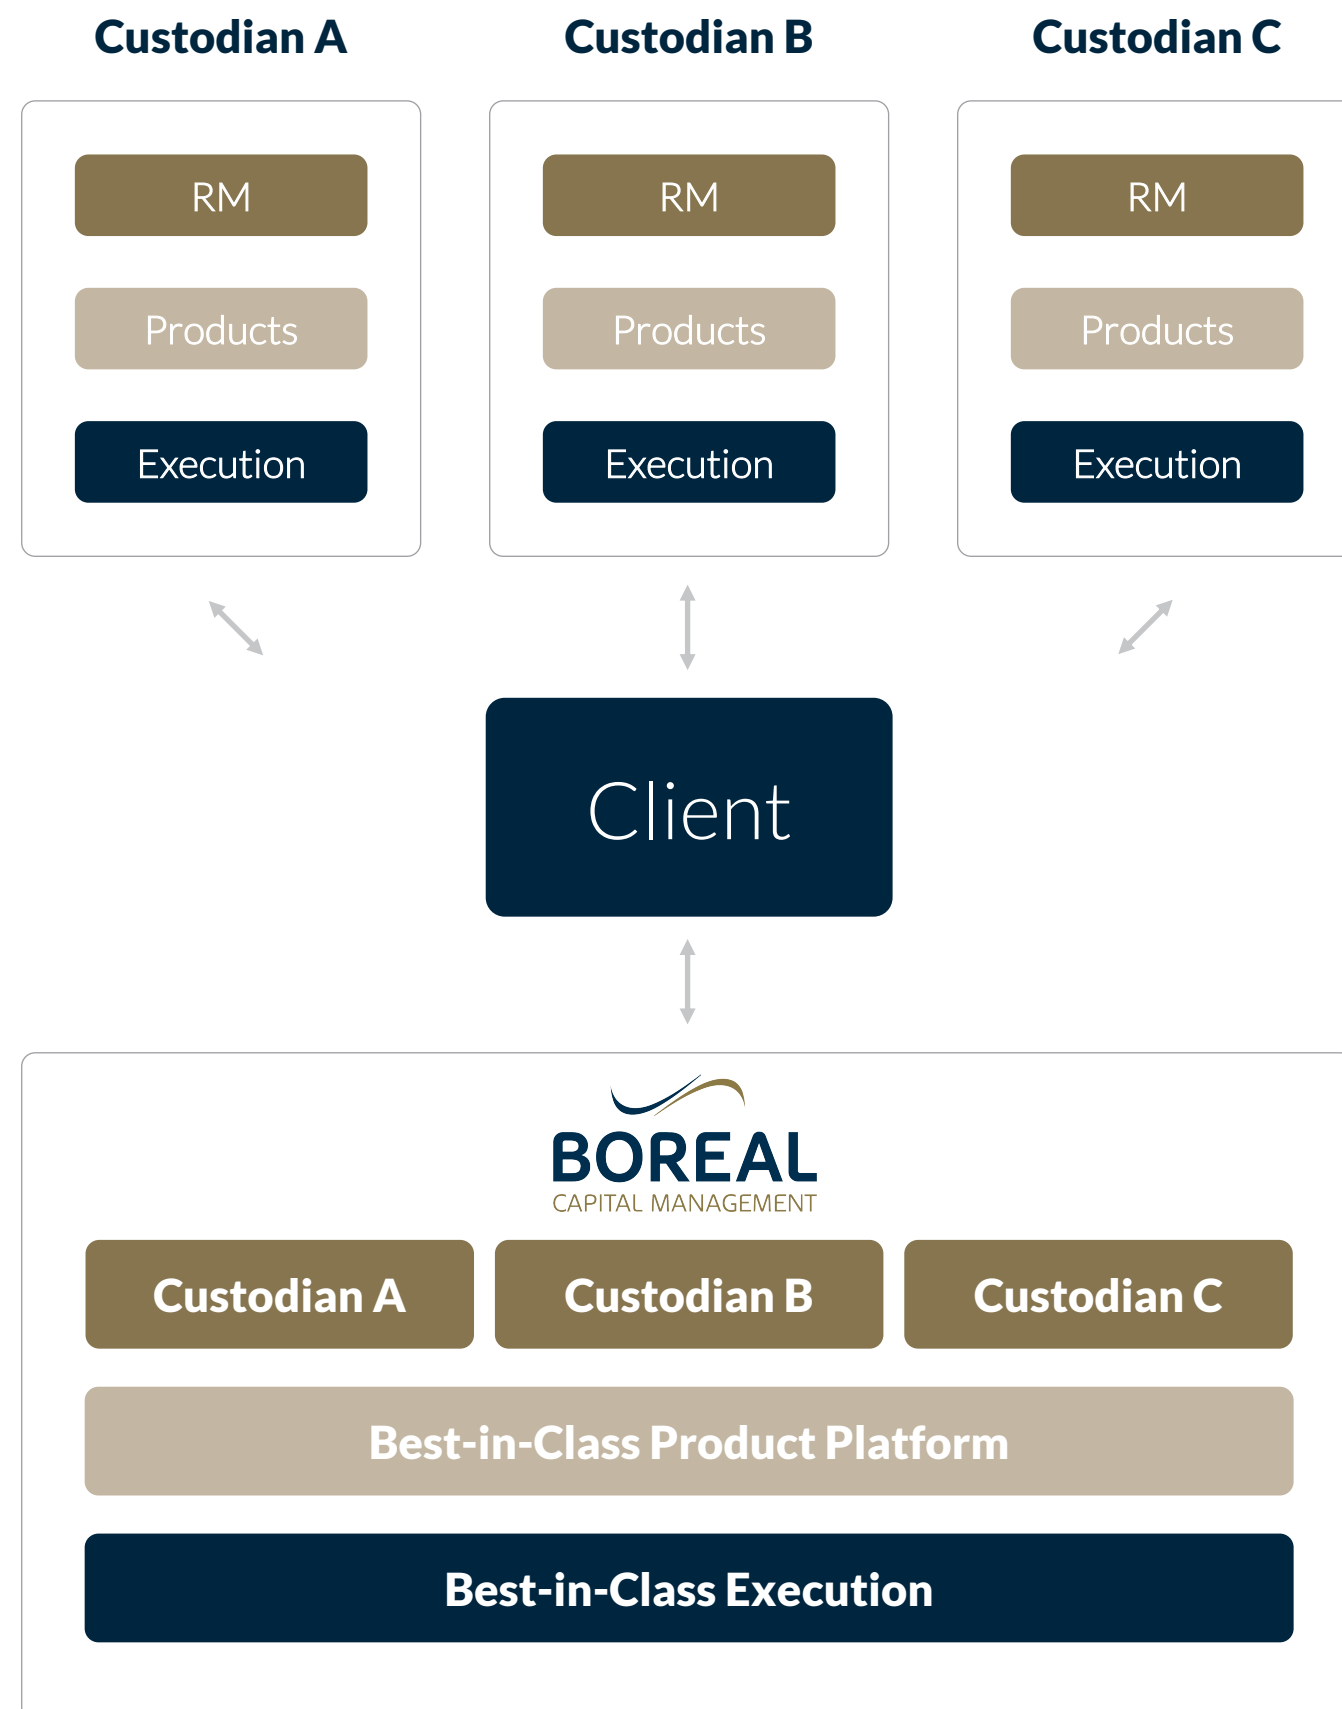 Custodian A
Custodian B
Custodian C
RM
RM
RM
Products
Products
Products
Execution
Execution
Execution
Client
BOREAL
CAPITAL MANAGEMENT
Custodian A
Custodian B
Custodian C
Best-in-Class Product Platform
Best-in-Class Execution